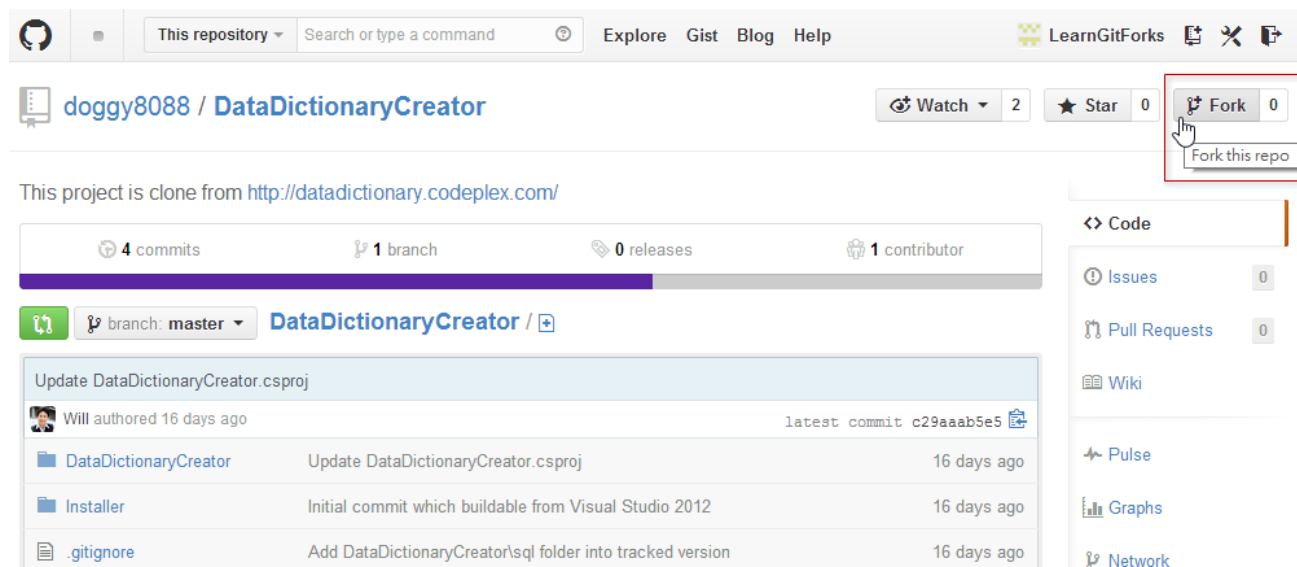 This repository Search or type a command Explore Gist Blog Help LearnGitForks
doggy8088 / DataDictionaryCreator Watch 2 Star 0 Fork 0
Fork this repo
This project is clone from http://datadictionary.codeplex.com/
4 commits 1 branch 0 releases 1 contributor
branch: master DataDictionaryCreator /
Update DataDictionaryCreator.csproj
Will authored 16 days ago latest commit c29aaab5e5
DataDictionaryCreator Update DataDictionaryCreator.csproj 16 days ago
Installer Initial commit which buildable from Visual Studio 2012 16 days ago
.gitignore Add DataDictionaryCreator\sql folder into tracked version 16 days ago
Code
Issues 0
Pull Requests 0
Wiki
Pulse
Graphs
Network